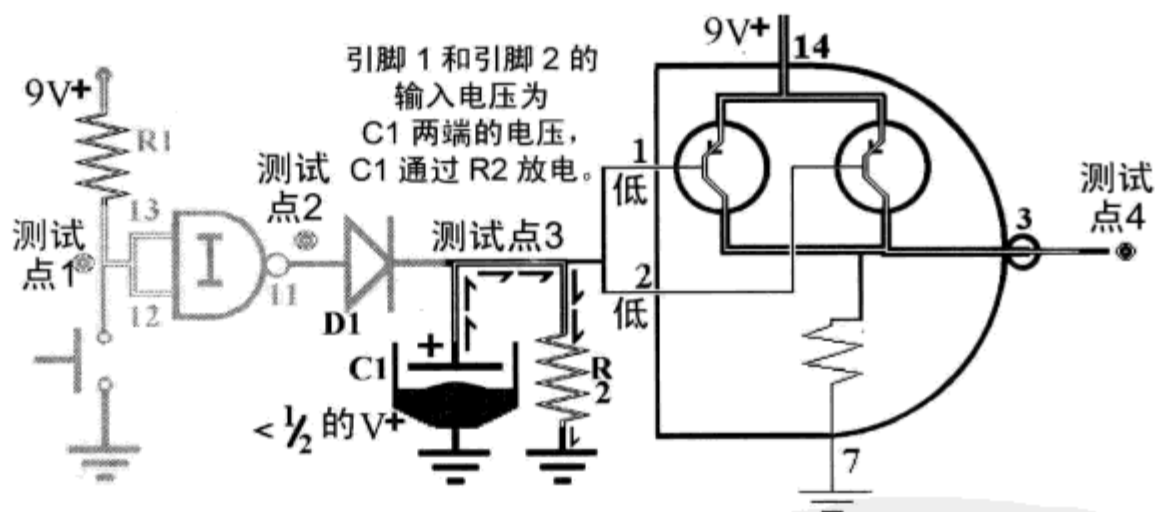 9V+
14
引脚 1 和引脚 2 的
输入电压为
C1 两端的电压，
C1 通过 R2 放电。
9V+
R1
测试
点2
1
低
测试
点4
测试
点1
13
I
12
11
测试点3
3
2
低
D1
+
C1
R
2
<½ 的V+
7